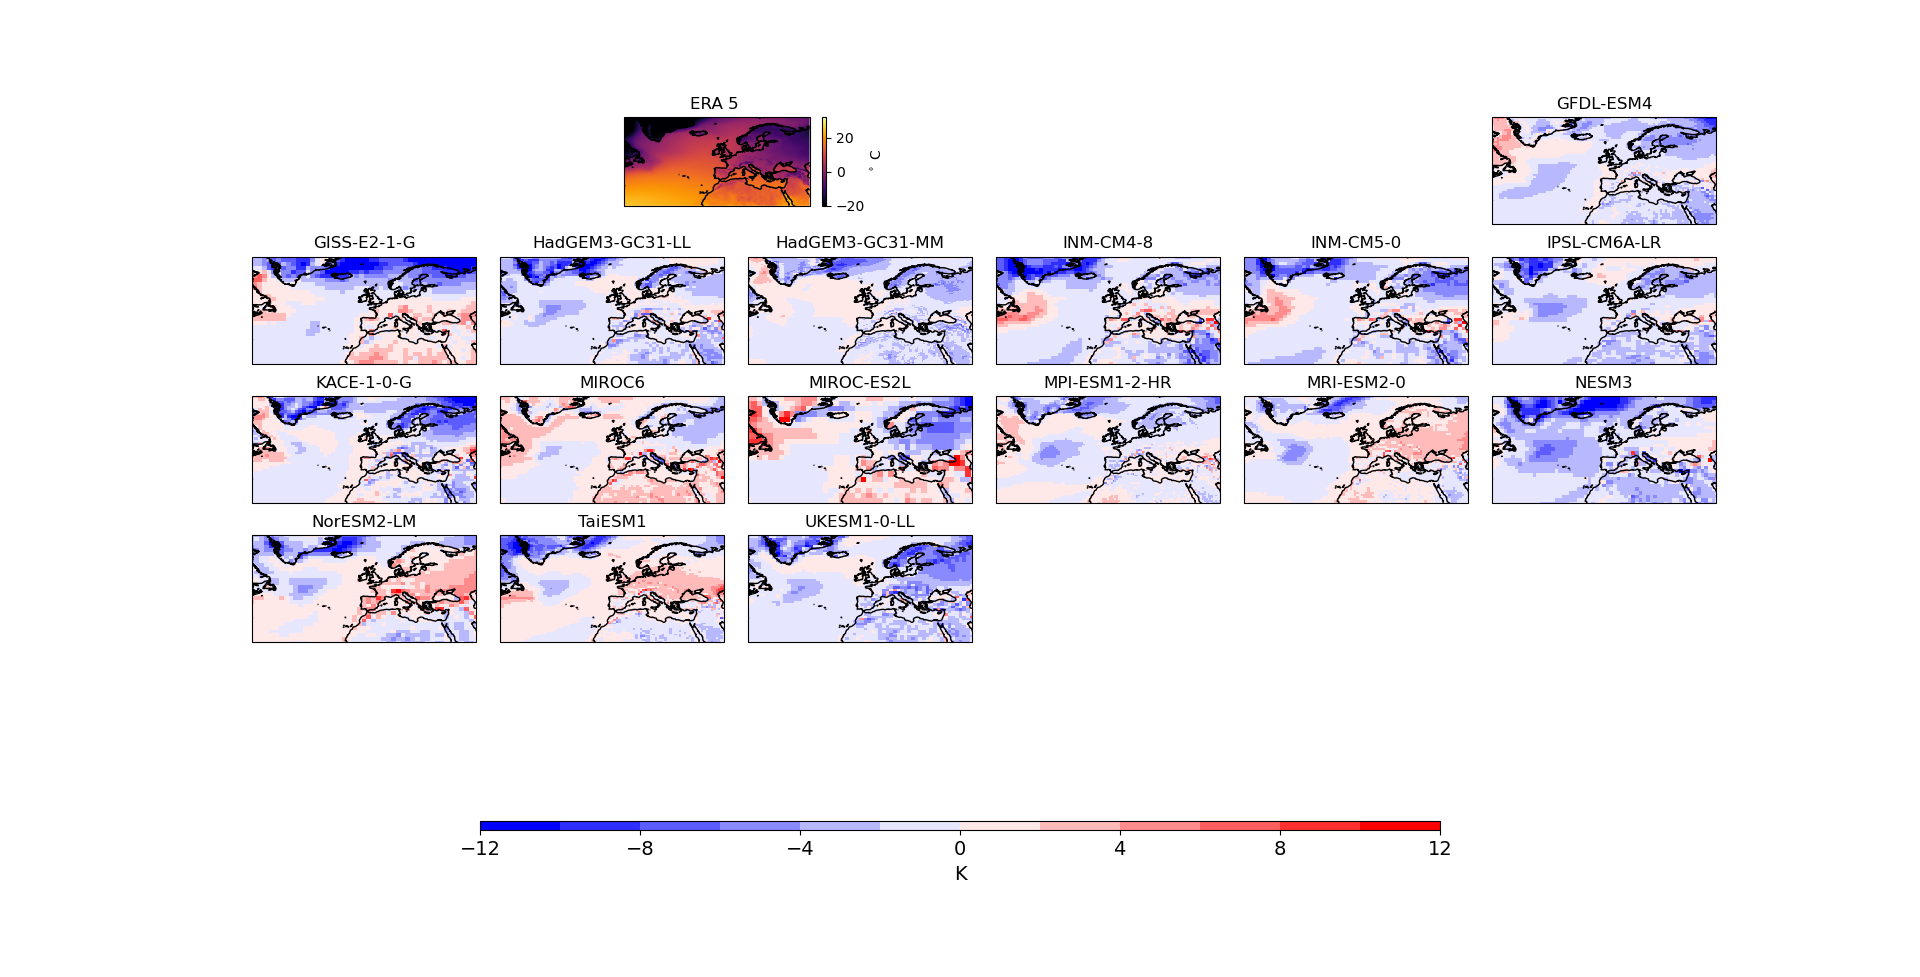 ERA 5
GFDL-ESM4
20
0
−20
° C
GISS-E2-1-G
HadGEM3-GC31-LL
HadGEM3-GC31-MM
INM-CM4-8
INM-CM5-0
IPSL-CM6A-LR
KACE-1-0-G
MIROC6
MIROC-ES2L
MPI-ESM1-2-HR
MRI-ESM2-0
NESM3
NorESM2-LM
TaiESM1
UKESM1-0-LL
−12 −8 −4 0 4 8 12
K